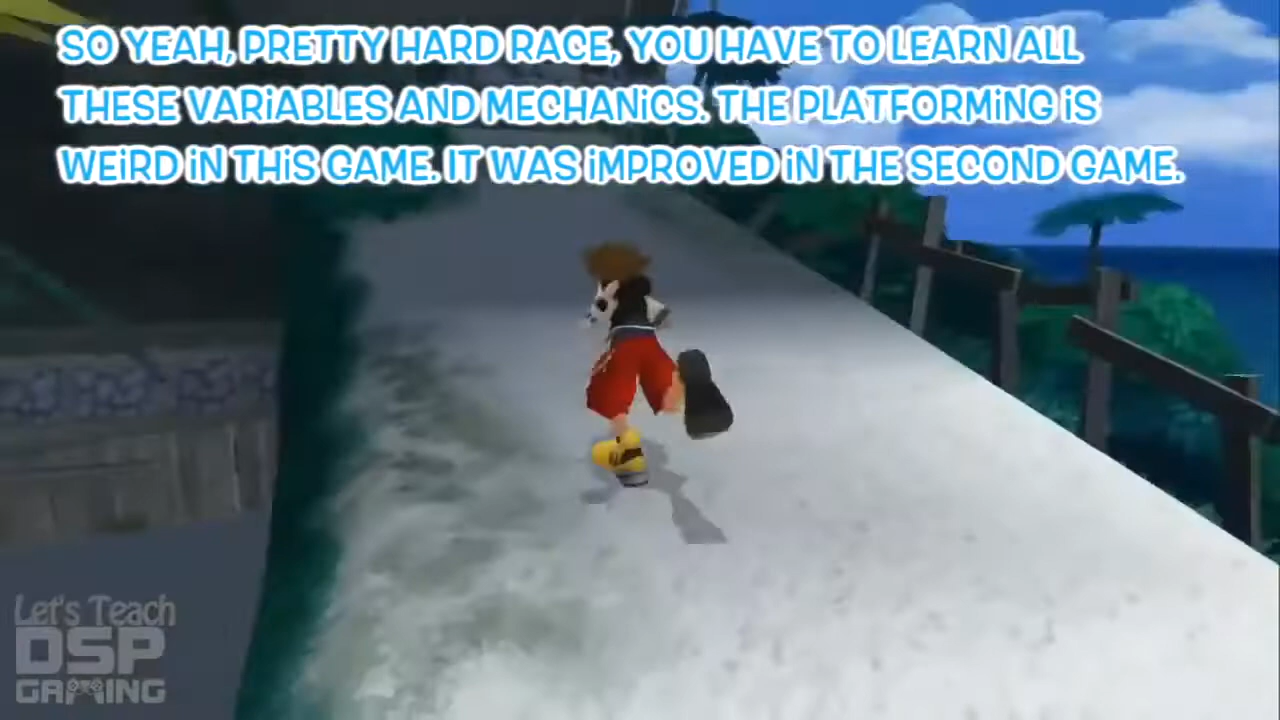 SO YEAH, PRETTY HARD RACE, YOU HAVE TO LEARN ALL
THESE VARIABLES AND MECHANICS. THE PLATFORMING IS
WEIRD IN THIS GAME. IT WAS IMPROVED IN THE SECOND GAME.
Let's Teach
DSP
GAMING